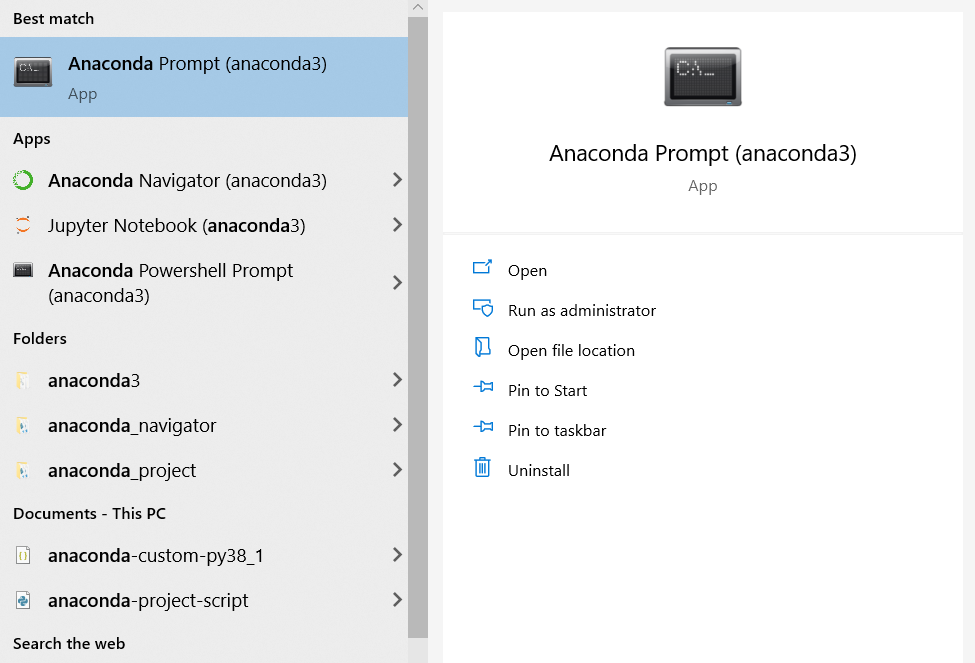 Best match
Anaconda Prompt (anaconda3)
App
Apps
Anaconda Navigator (anaconda3)
Jupyter Notebook (anaconda3)
Anaconda Powershell Prompt
(anaconda3)
Folders
anaconda3
anaconda_navigator
anaconda_project
Documents - This PC
anaconda-custom-py38_1
anaconda-project-script
Search the web
C:\_
Anaconda Prompt (anaconda3)
App
Open
Run as administrator
Open file location
Pin to Start
Pin to taskbar
Uninstall